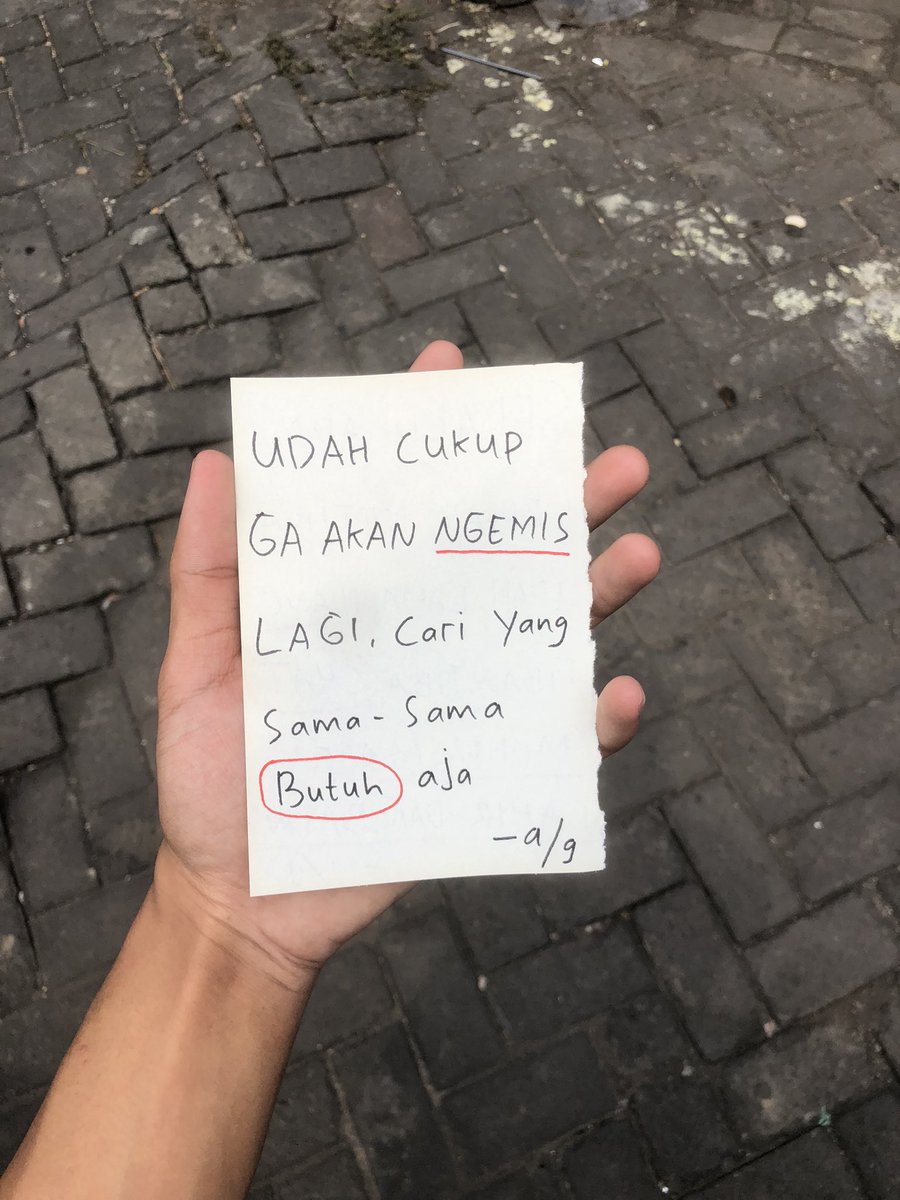 UDAH CUKUP
GA AKAN NGEMIS
LAGI, Cari Yang
Sama - Sama
Butuh aja
- a/g